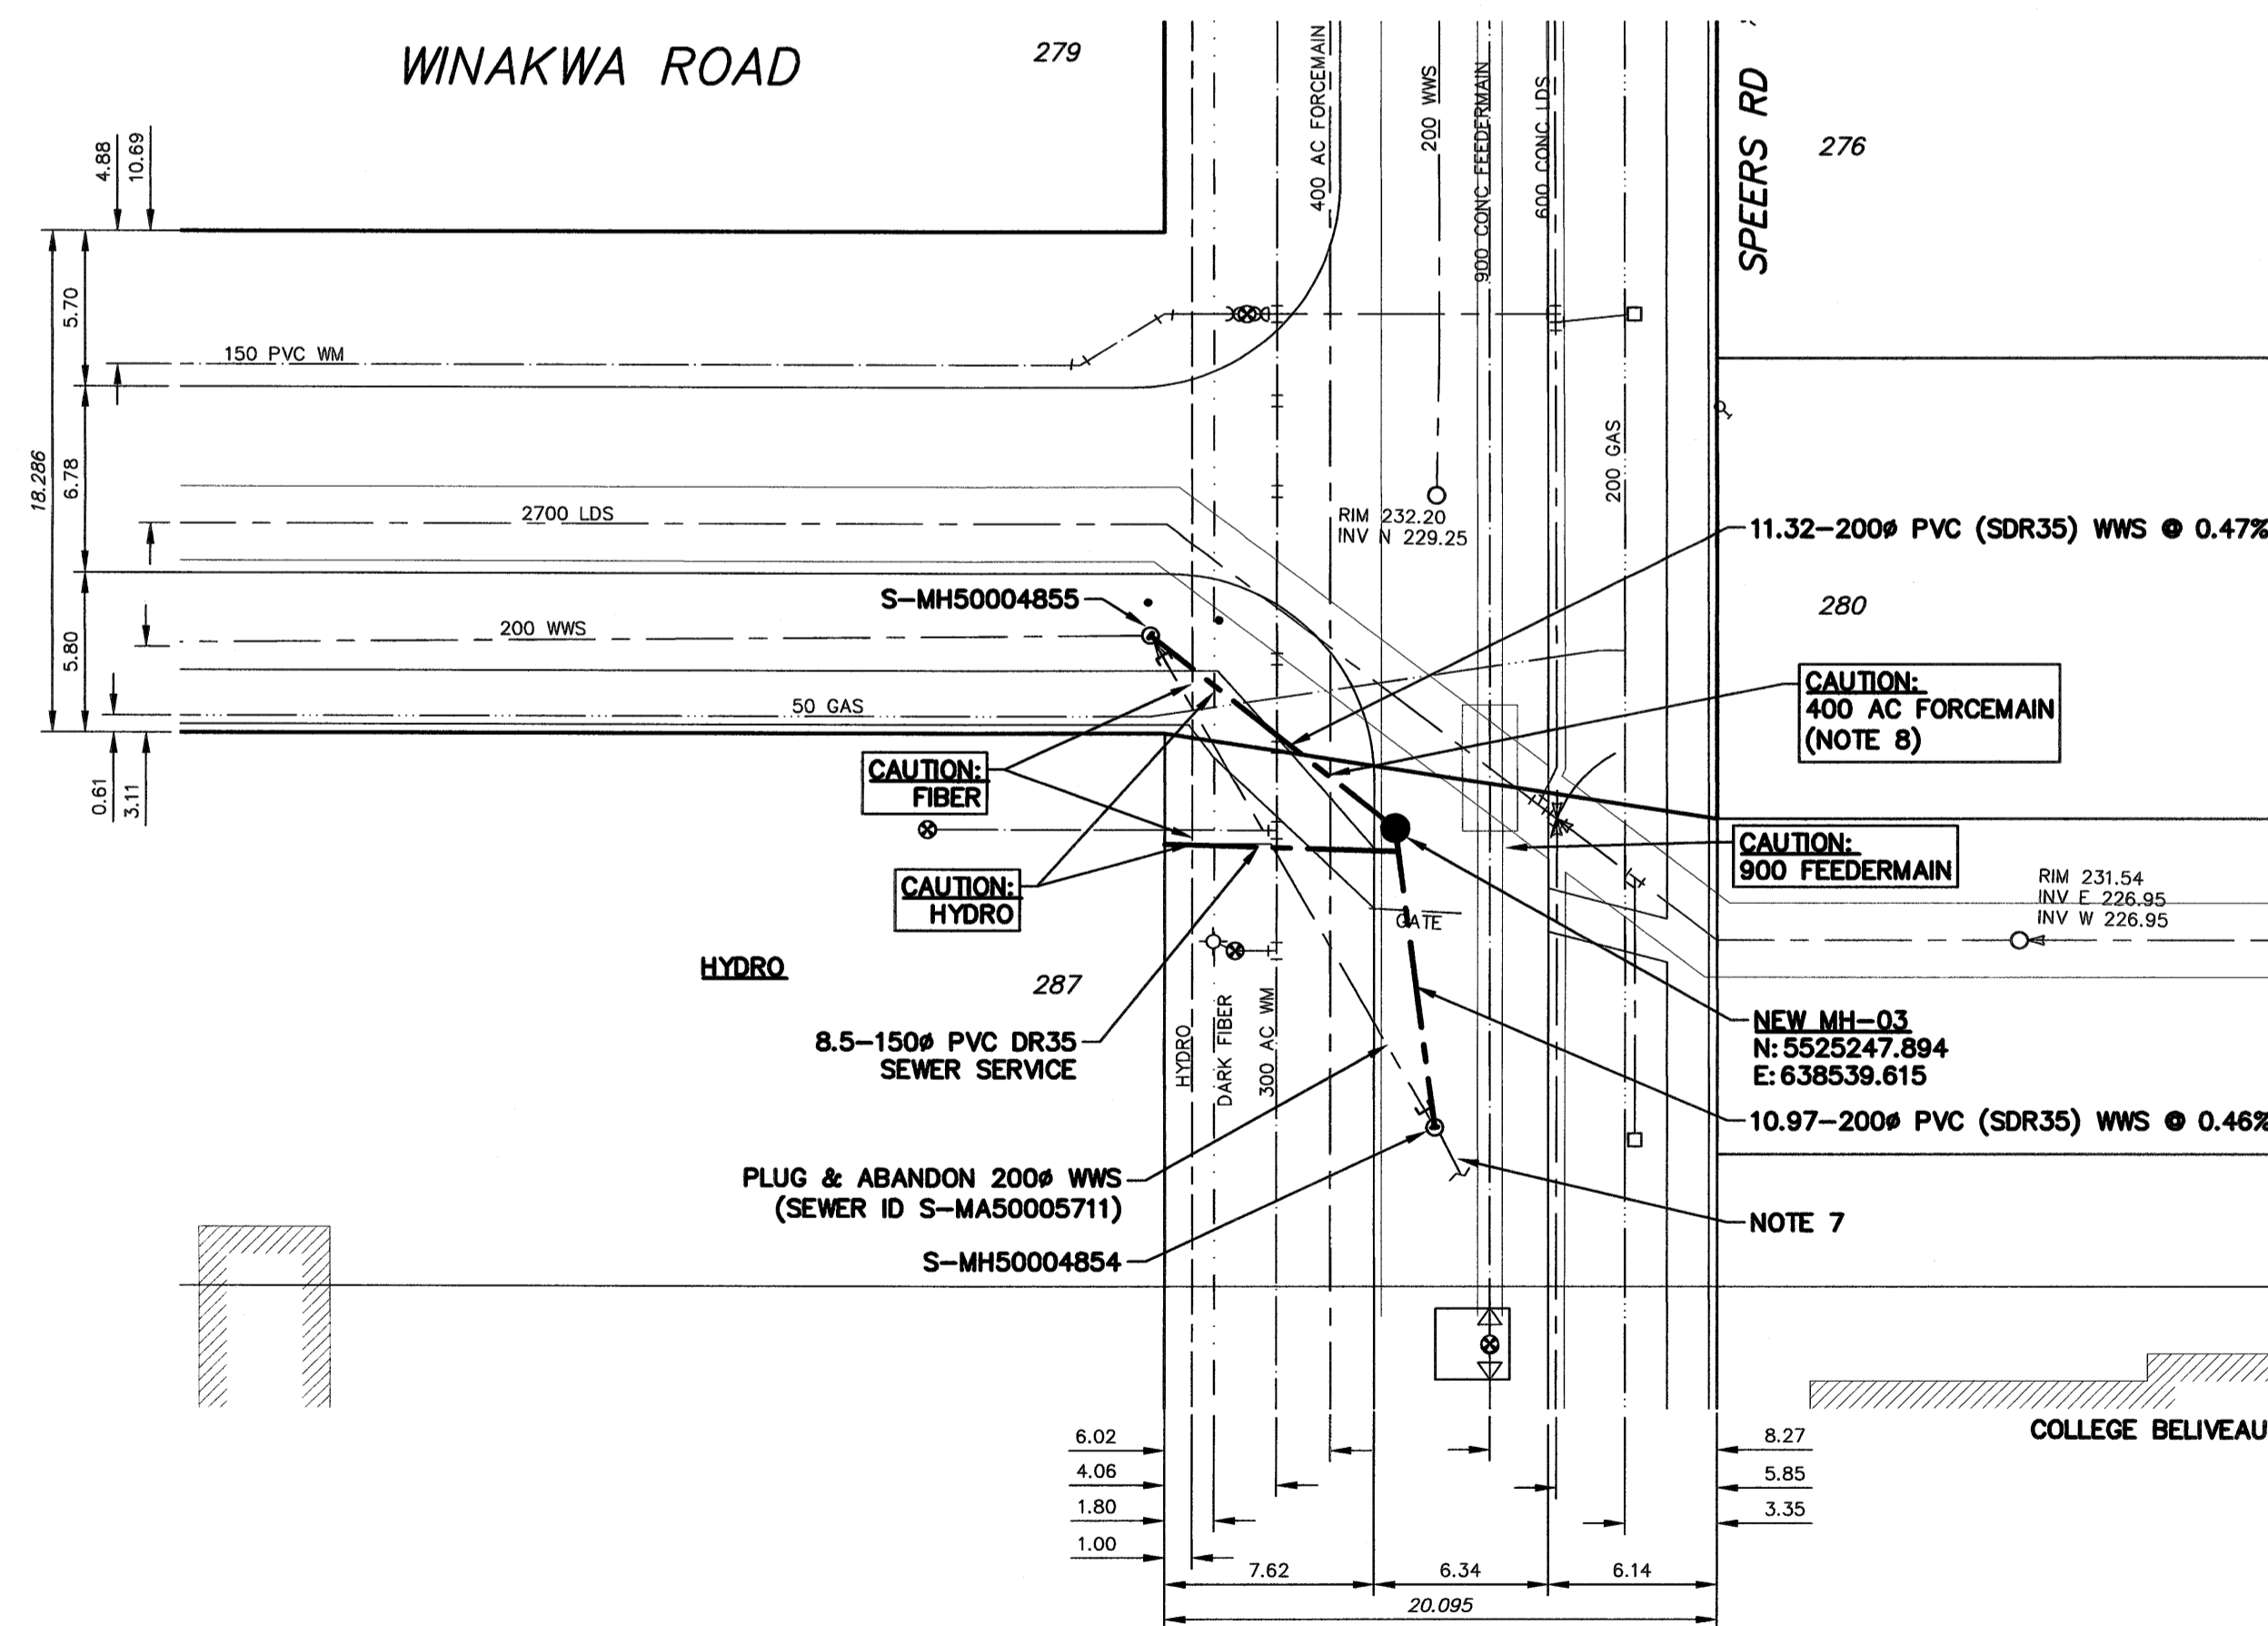 WINAKWA ROAD
279
SPEERS RD
276
400 AC FORCEMAIN
200 WWS
900 CONC FEEDERMAIN
600 CONC LDS
4.88
10.69
5.70
18.286
6.78
5.80
0.61
3.11
150 PVC WM
2700 LDS
200 GAS
RIM 232.20
INV N 229.25
11.32-200ø PVC (SDR35) WWS @ 0.47%
S-MH50004855
200 WWS
280
50 GAS
CAUTION:
400 AC FORCEMAIN
(NOTE 8)
CAUTION:
FIBER
CAUTION:
900 FEEDERMAIN
CAUTION:
HYDRO
RIM 231.54
INV E 226.95
INV W 226.95
GATE
HYDRO
287
HYDRO
DARK FIBER
300 AC WM
8.5-150ø PVC DR35
SEWER SERVICE
NEW MH-03
N: 5525247.894
E: 638539.615
10.97-200ø PVC (SDR35) WWS @ 0.46%
PLUG & ABANDON 200ø WWS
(SEWER ID S-MA50005711)
NOTE 7
S-MH50004854
COLLEGE BELIVEAU
6.02
8.27
4.06
5.85
1.80
3.35
1.00
7.62
6.34
6.14
20.095